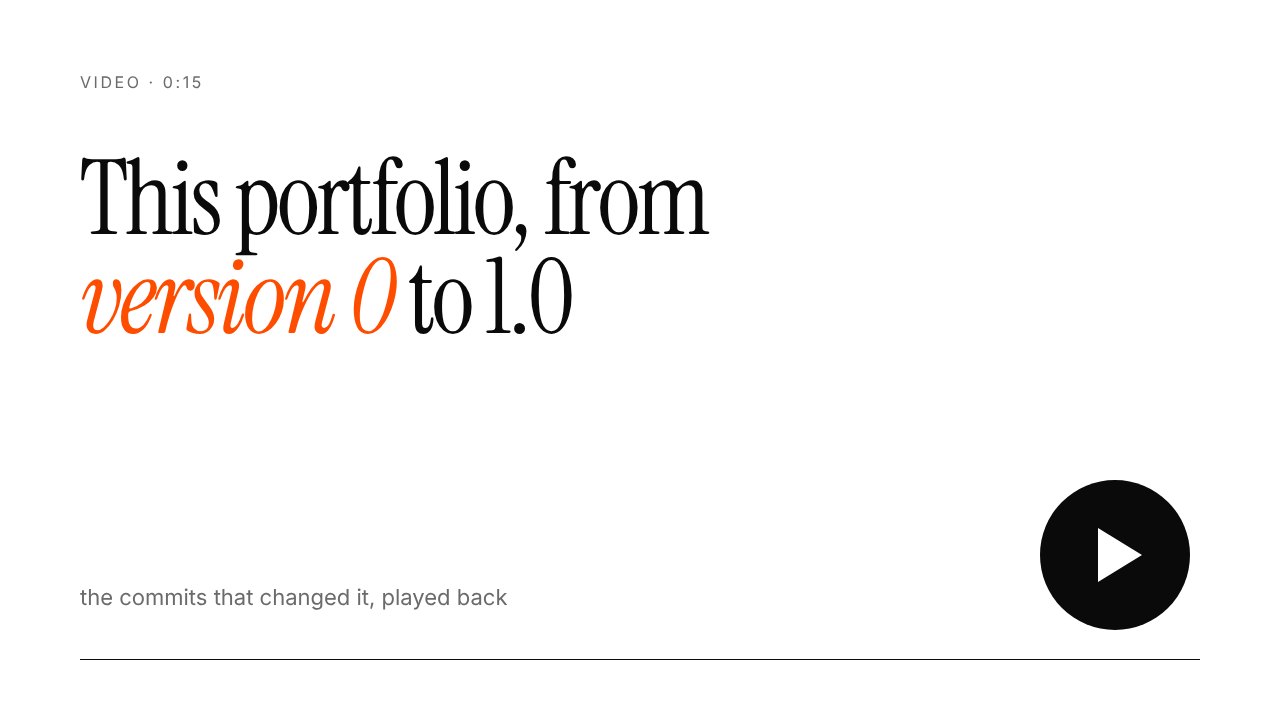 VIDEO · 0:15
This portfolio, from
version 0 to 1.0
the commits that changed it, played back